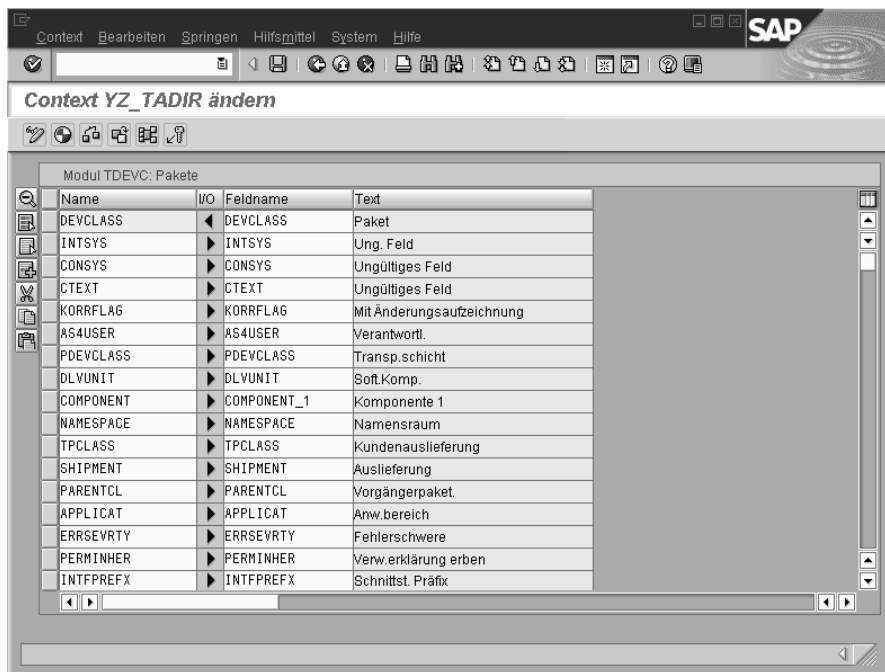 Context Bearbeiten Springen Hilfsmittel System Hilfe
SAP
Context YZ_TADIR ändern
Modul TDEVC: Pakete
Name I/O Feldname Text
DEVCLASS DEVCLASS Paket
INTSYS INTSYS Ung. Feld
CONSYS CONSYS Ungültiges Feld
CTEXT CTEXT Ungültiges Feld
KORRFLAG KORRFLAG Mit Änderungsaufzeichnung
AS4USER AS4USER Verantwortl.
PDEVCLASS PDEVCLASS Transp.schicht
DLVUNIT DLVUNIT Soft.Komp.
COMPONENT COMPONENT_1 Komponente 1
NAMESPACE NAMESPACE Namensraum
TPCLASS TPCLASS Kundenauslieferung
SHIPMENT SHIPMENT Auslieferung
PARENTCL PARENTCL Vorgängerpaket.
APPLICAT APPLICAT Anw.bereich
ERRSEVRTY ERRSEVRTY Fehlerschwere
PERMINHER PERMINHER Verw.erklärung erben
INTFPREFX INTFPREFX Schnittst. Präfix